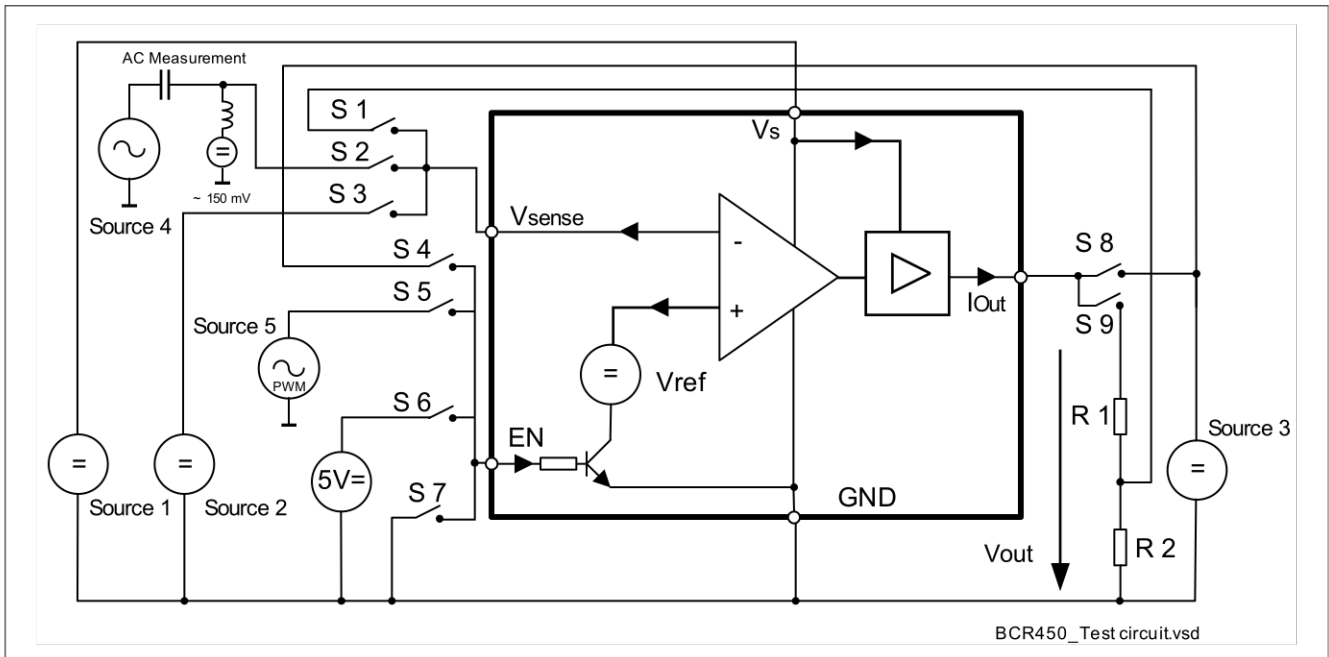 AC Measurement
S 1
S 2
S 3
~ 150 mV
Source 4
Vs
Vsense
S 4
S 5
Source 5
PWM
-
+
Vref
IOut
S 8
S 9
S 6
EN
R 1
Source 3
=
=
=
=
5V=
=
Source 1
Source 2
S 7
GND
R 2
Vout
BCR450_Test circuit.vsd